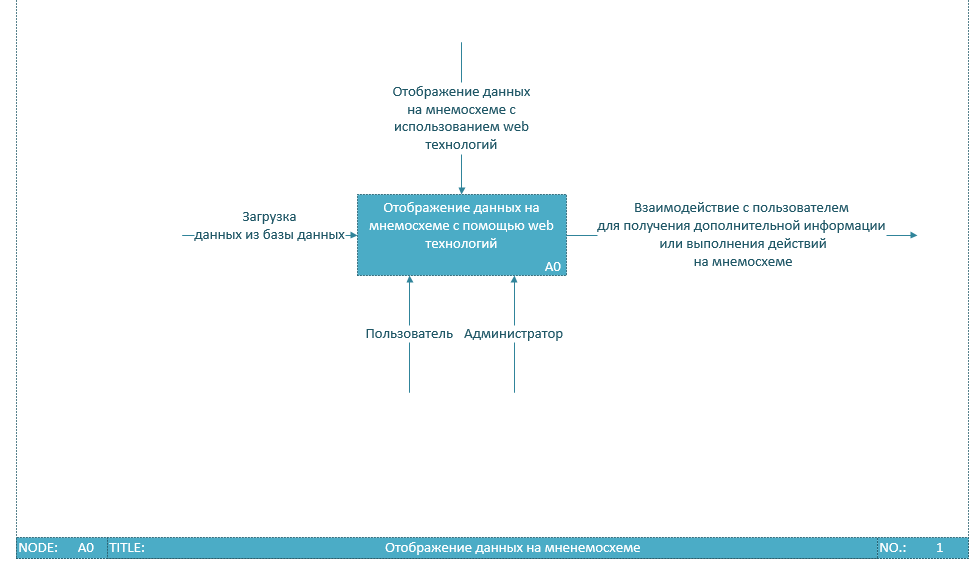 Отображение данных
на мнемосхеме с
использованием web
технологий
Загрузка
данных из базы данных
Отображение данных на
мнемосхеме с помощью web
технологий
A0
Взаимодействие с пользователем
для получения дополнительной информации
или выполнения действий
на мнемосхеме
Пользователь
Администратор
NODE: A0 TITLE: Отображение данных на мненемосхеме NO.: 1